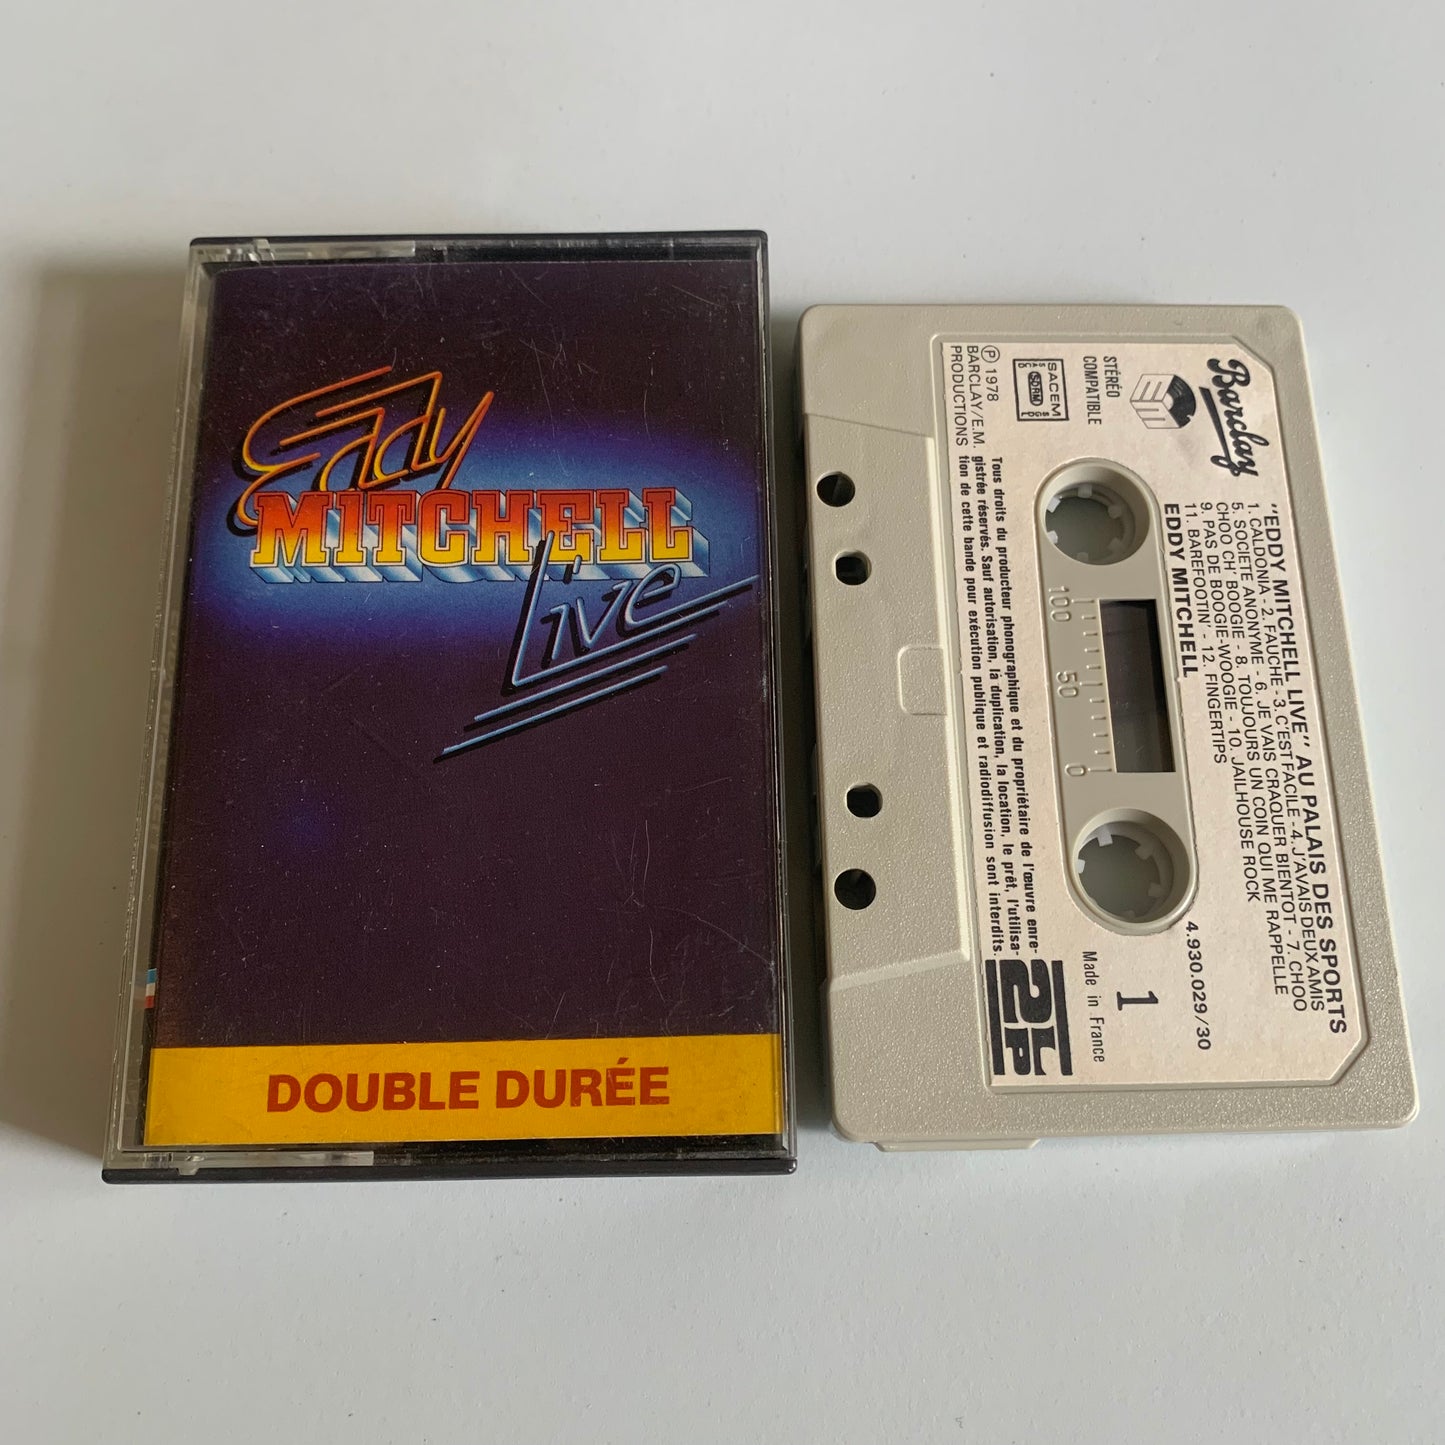 Eddy
MITCHELL
Live
DOUBLE DURÉE
Barclay
STÉRÉO
COMPATIBLE
SACEM
SDRM
℗ 1978
BARCLAY/E.M.
PRODUCTIONS
"EDDY MITCHELL LIVE" AU PALAIS DES SPORTS
1. CALDONIA - 2. FAUCHE - 3. C'EST FACILE - 4. J'AVAIS DEUX AMIS
5. SOCIETE ANONYME - 6. JE VAIS CRAQUER BIENTOT - 7. CHOO
CHOO CH' BOOGIE - 8. TOUJOURS UN COIN QUI ME RAPPELLE
9. PAS DE BOOGIE-WOOGIE - 10. JAILHOUSE ROCK
11. BAREFOOTIN' - 12. FINGERTIPS
EDDY MITCHELL
4.930.029/30
1
Made in France
100 50 0
Tous droits du producteur phonographique et du propriétaire de l'œuvre enre-
gistrée réservés. Sauf autorisation, là duplication, la location, le prêt, l'utilisa-
tion de cette bande pour exécution publique et radiodiffusion sont interdits.
2LP